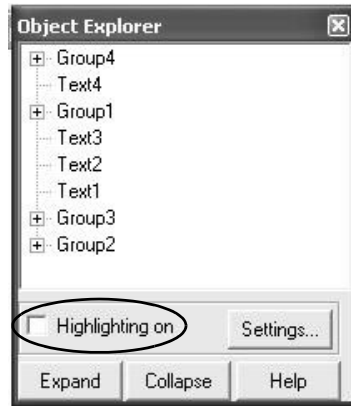 Object Explorer
Group4
Text4
Group1
Text3
Text2
Text1
Group3
Group2
Highlighting on
Settings...
Expand
Collapse
Help